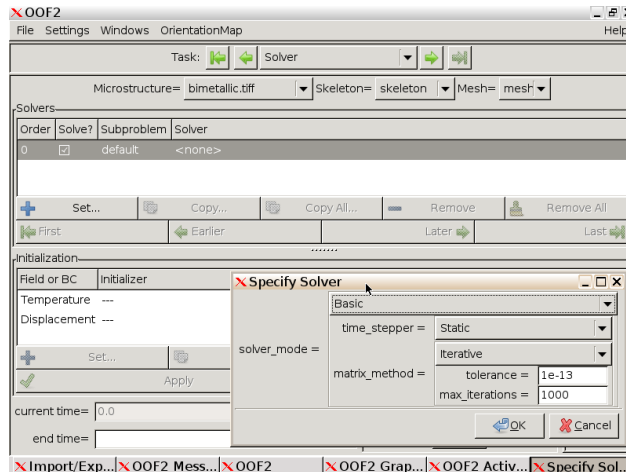 OOF2
File Settings Windows OrientationMap Help
Task: Solver
Microstructure= bimetallic.tiff Skeleton= skeleton Mesh= mesh
Solvers
Order Solve? Subproblem Solver
0 default <none>
Set... Copy... Copy All... Remove Remove All
First Earlier Later Last
Initialization
Field or BC Initializer
Temperature ---
Displacement ---
Set...
Apply
current time= 0.0
end time=
Specify Solver
Basic
time_stepper = Static
solver_mode =
Iterative
matrix_method = tolerance = 1e-13
max_iterations = 1000
OK Cancel
Import/Exp... OOF2 Mess... OOF2 OOF2 Grap... OOF2 Activ... Specify Sol...